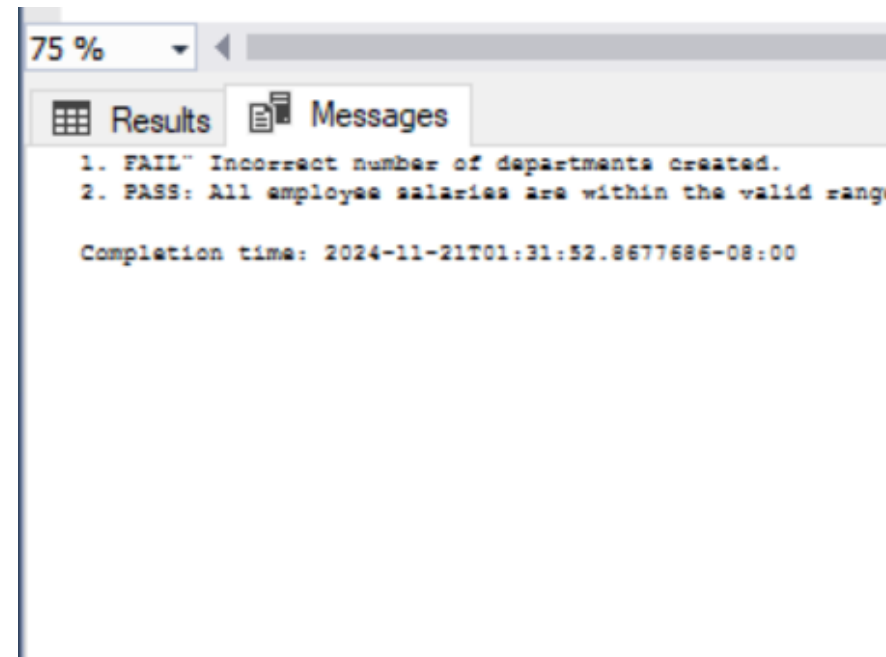 75 %
Results Messages
1. FAIL" Incorrect number of departments created.
2. PASS: All employee salaries are within the valid range
Completion time: 2024-11-21T01:31:52.8677686-08:00